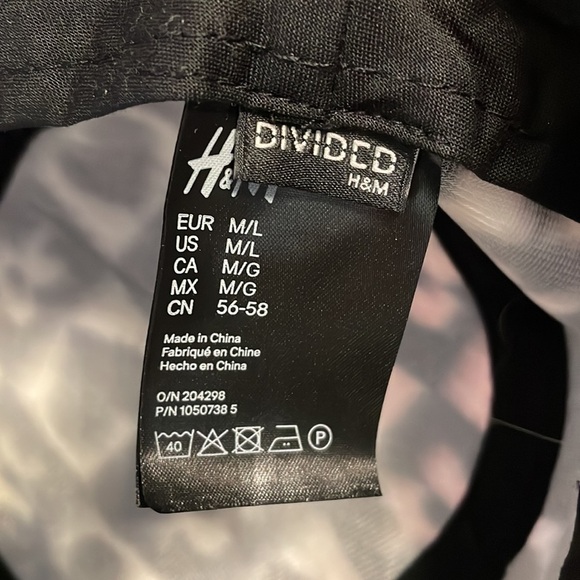 DIVIDED
H&M
H&M
EUR M/L
US M/L
CA M/G
MX M/G
CN 56-58
Made in China
Fabriqué en Chine
Hecho en China
O/N 204298
P/N 1050738 5
40
P